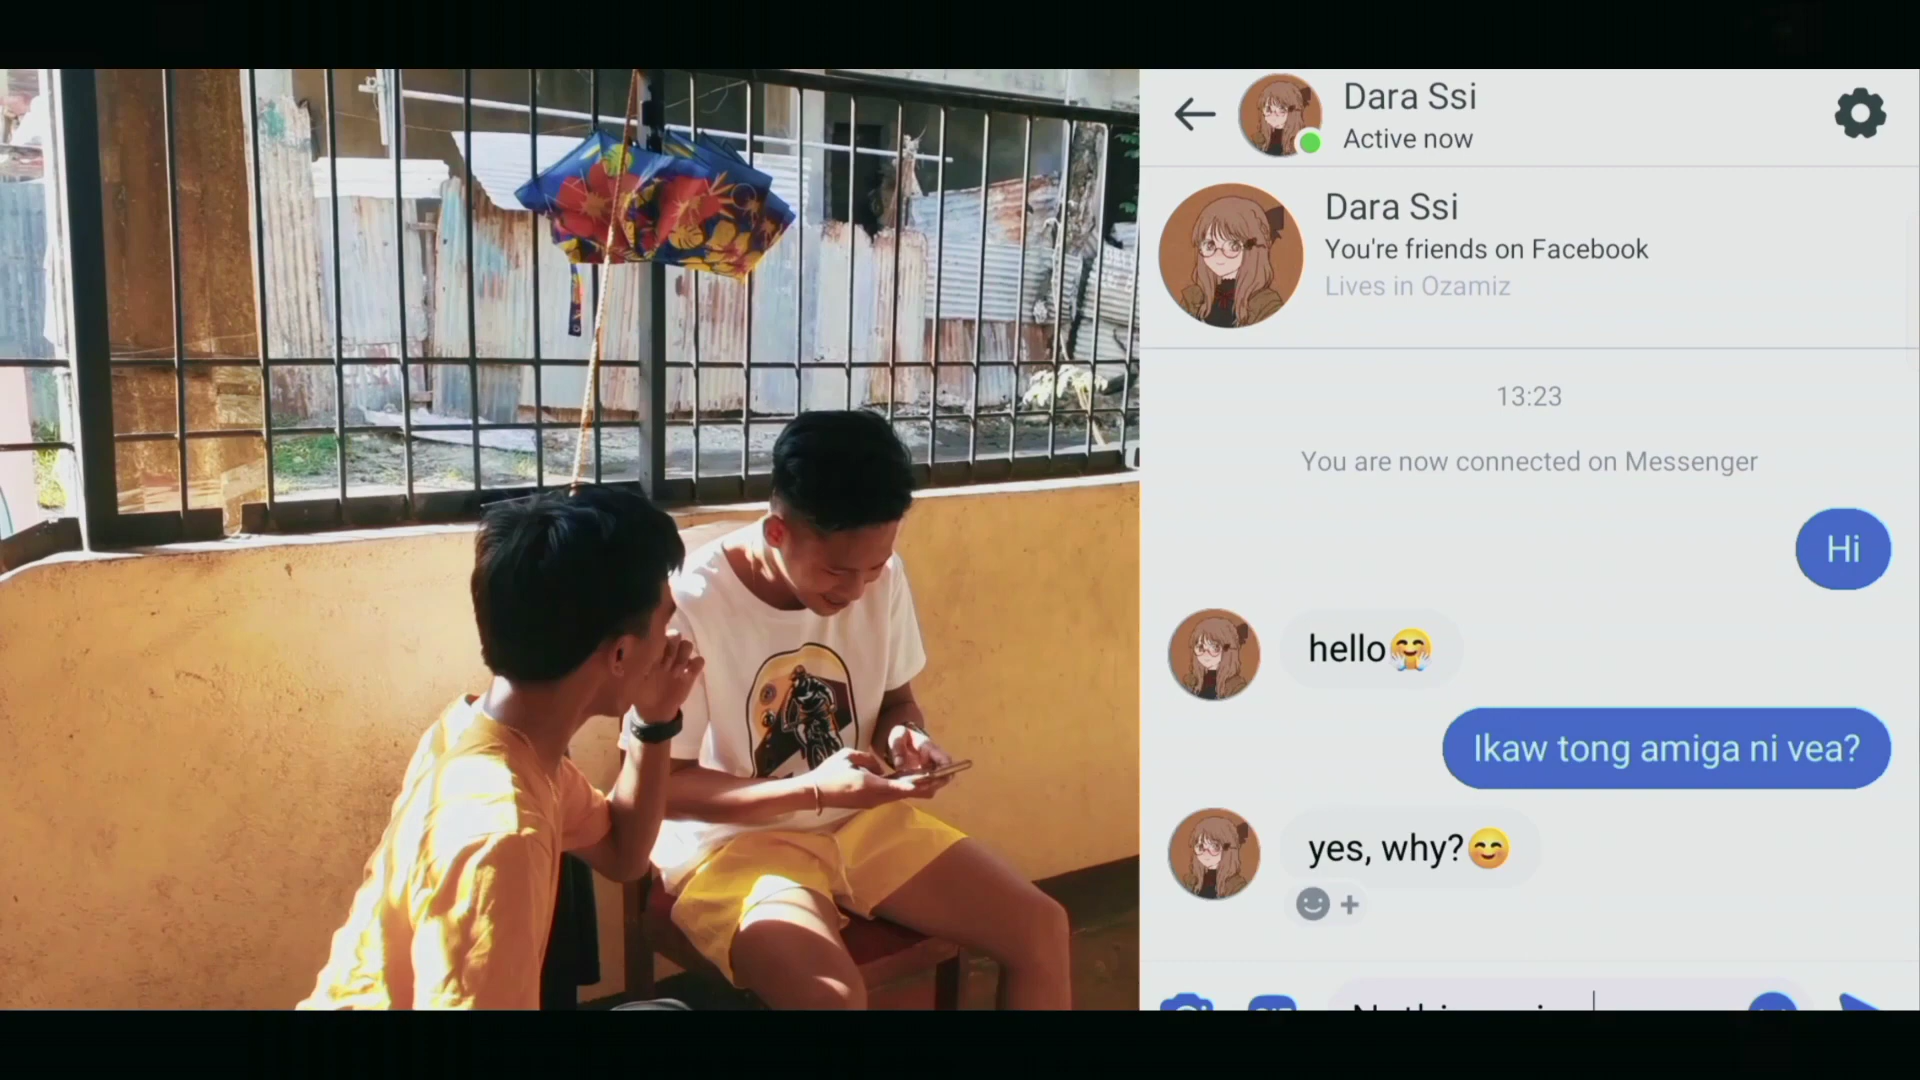 Dara Ssi
Active now
Dara Ssi
You're friends on Facebook
Lives in Ozamiz
13:23
You are now connected on Messenger
Hi
hello🤗
Ikaw tong amiga ni vea?
yes, why?😊